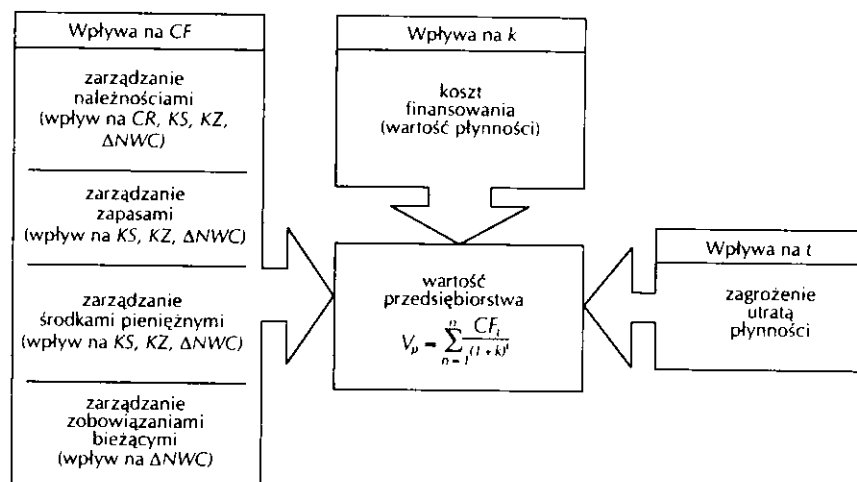 Wpływa na CF
zarządzanie
należnościami
(wpływ na CR, KS, KZ,
ΔNWC)
zarządzanie
zapasami
(wpływ na KS, KZ, ΔNWC)
zarządzanie
środkami pieniężnymi
(wpływ na KS, KZ, ΔNWC)
zarządzanie
zobowiązaniami
bieżącymi
(wpływ na ΔNWC)
Wpływa na k
koszt
finansowania
(wartość płynności)
wartość
przedsiębiorstwa
V_p = ∑_{n=1}^{n} CF_t/(1 + k)^t
Wpływa na t
zagrożenie
utratą
płynności